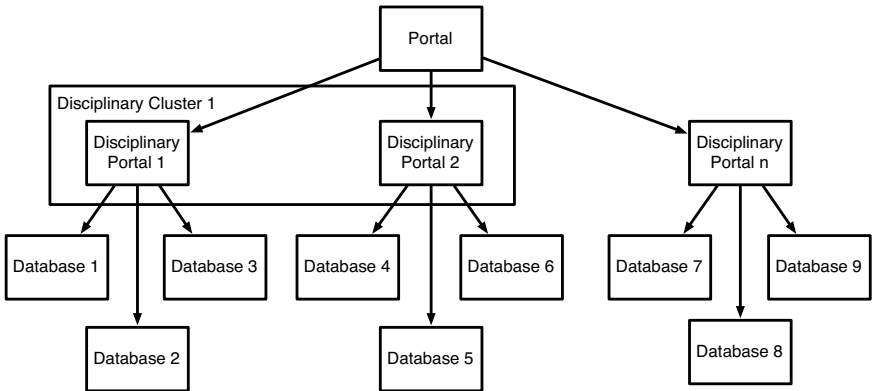 Portal
Disciplinary Cluster 1
Disciplinary
Portal 1
Disciplinary
Portal 2
Disciplinary
Portal n
Database 1
Database 3
Database 4
Database 6
Database 7
Database 9
Database 2
Database 5
Database 8